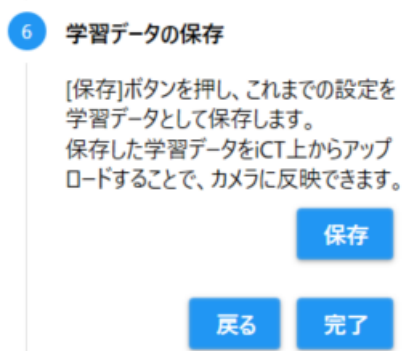 6 学習データの保存
[保存]ボタンを押し、これまでの設定を
学習データとして保存します。
保存した学習データをiCT上からアップ
ロードすることで、カメラに反映できます。
保存
戻る 完了